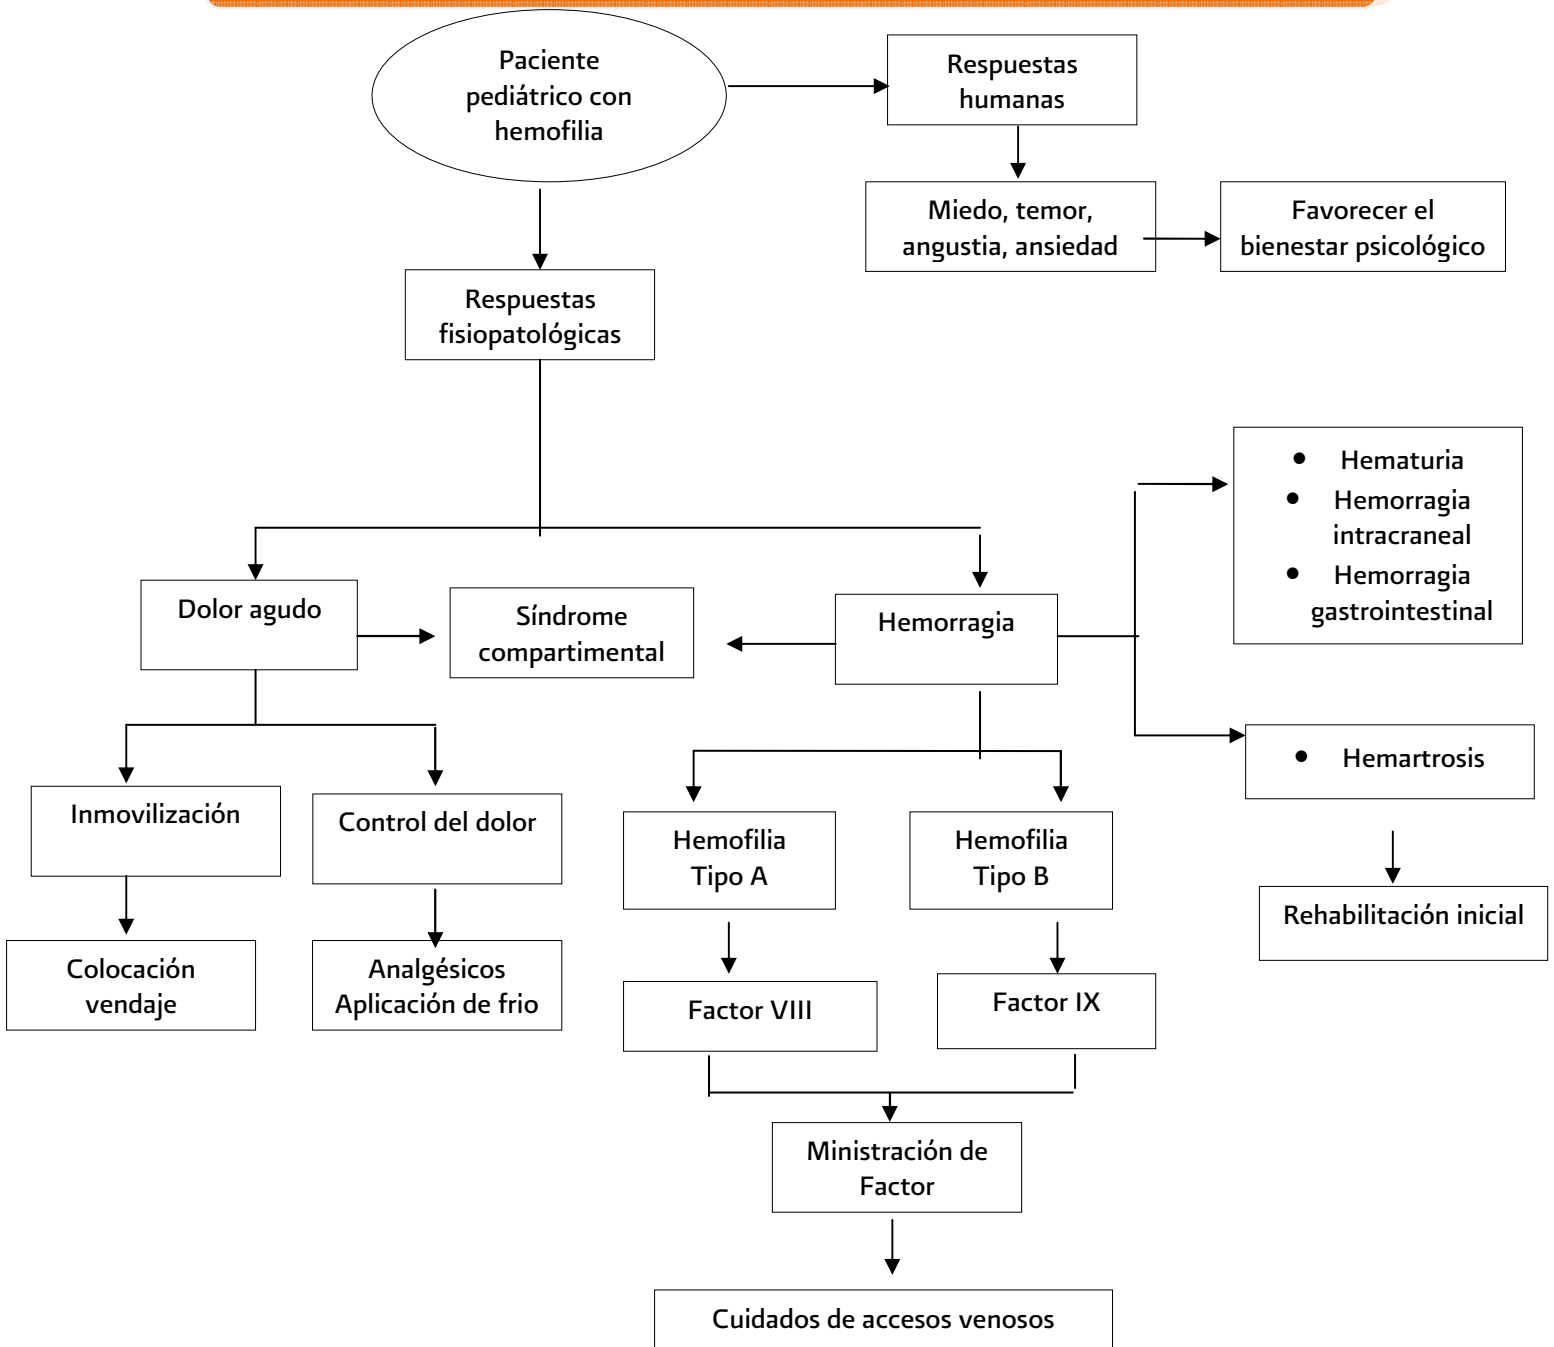 Paciente
pediátrico con
hemofilia
Respuestas
humanas
Miedo, temor,
angustia, ansiedad
Favorecer el
bienestar psicológico
Respuestas
fisiopatológicas
• Hematuria
• Hemorragia
intracraneal
• Hemorragia
gastrointestinal
Dolor agudo
Síndrome
compartimental
Hemorragia
• Hemartrosis
Inmovilización
Control del dolor
Hemofilia
Tipo A
Hemofilia
Tipo B
Rehabilitación inicial
Colocación
vendaje
Analgésicos
Aplicación de frio
Factor VIII
Factor IX
Ministración de
Factor
Cuidados de accesos venosos